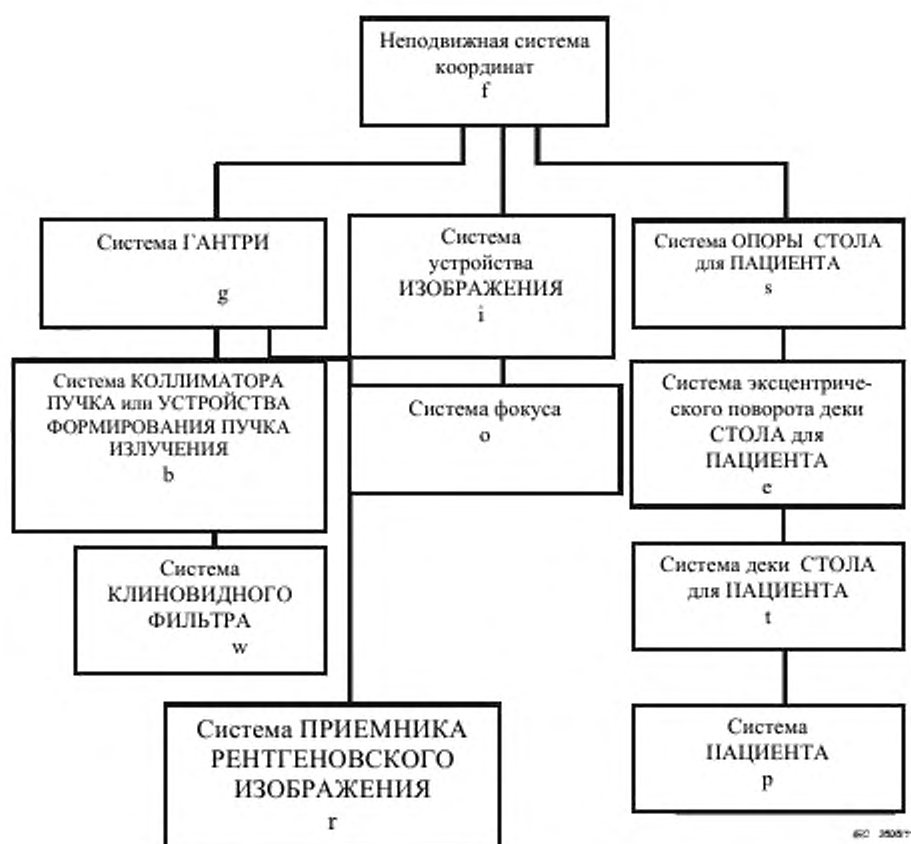 Неподвижная система
координат
f
Система ГАНТРИ
g
Система
устройства
ИЗОБРАЖЕНИЯ
i
Система ОПОРЫ СТОЛА
для ПАЦИЕНТА
s
Система КОЛЛИМАТОРА
ПУЧКА или УСТРОЙСТВА
ФОРМИРОВАНИЯ ПУЧКА
ИЗЛУЧЕНИЯ
b
Система фокуса
o
Система эксцентриче-
ского поворота деки
СТОЛА для
ПАЦИЕНТА
e
Система
КЛИНОВИДНОГО
ФИЛЬТРА
w
Система деки СТОЛА
для ПАЦИЕНТА
t
Система ПРИЕМНИКА
РЕНТГЕНОВСКОГО
ИЗОБРАЖЕНИЯ
r
Система
ПАЦИЕНТА
p
IEC